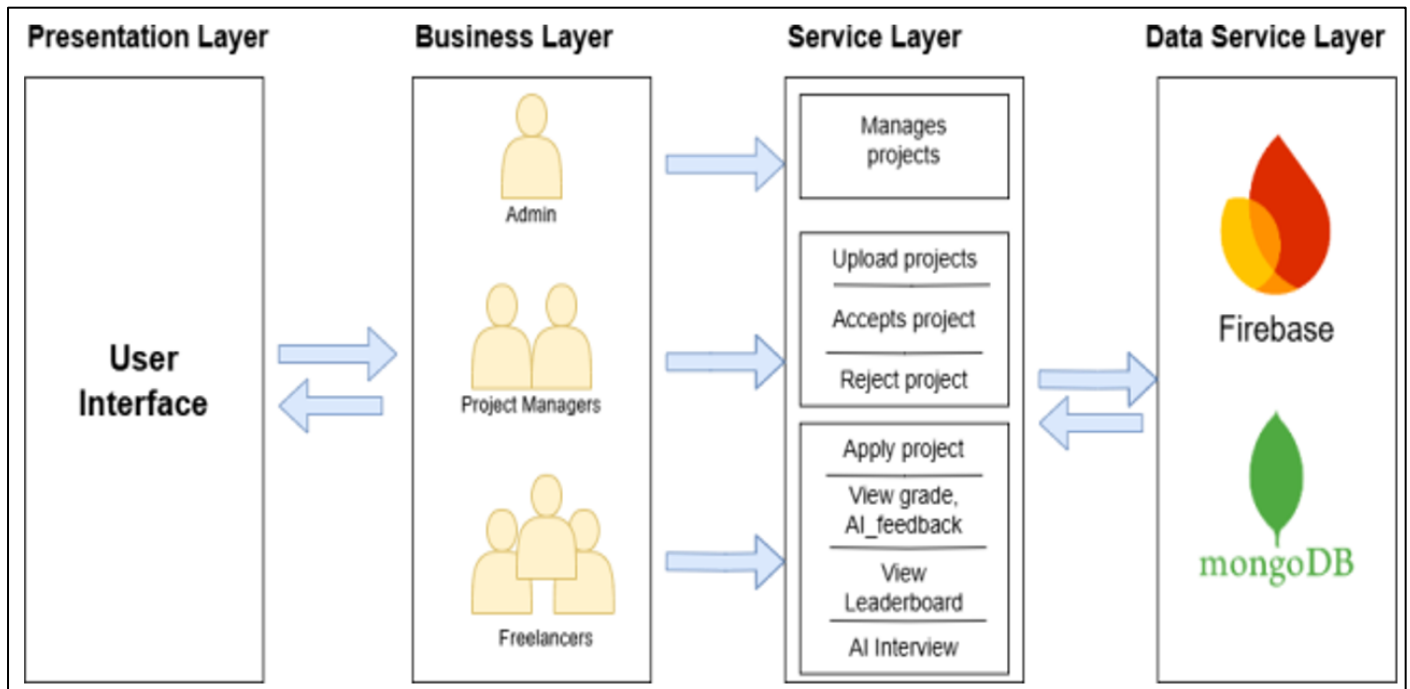 Presentation Layer
Business Layer
Service Layer
Data Service Layer
User
Interface
Admin
Project Managers
Freelancers
Manages
projects
Upload projects
Accepts project
Reject project
Apply project
View grade,
AI_feedback
View
Leaderboard
AI Interview
Firebase
mongoDB